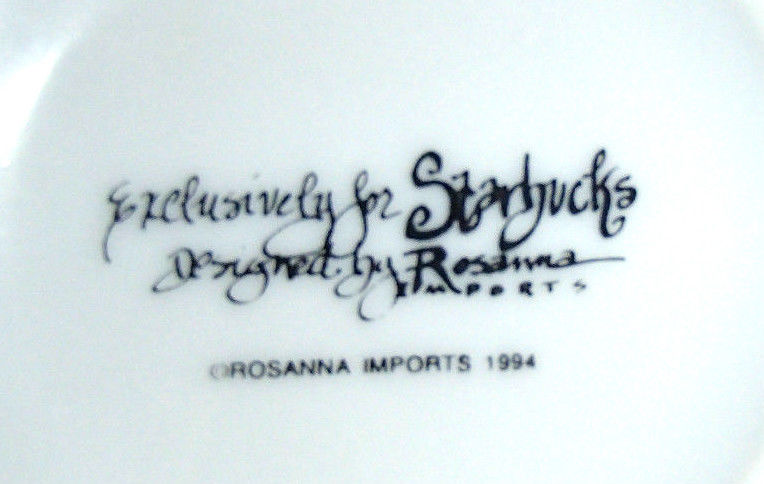 Exclusively for Starbucks
Designed by Rosanna
IMPORTS
©ROSANNA IMPORTS 1994